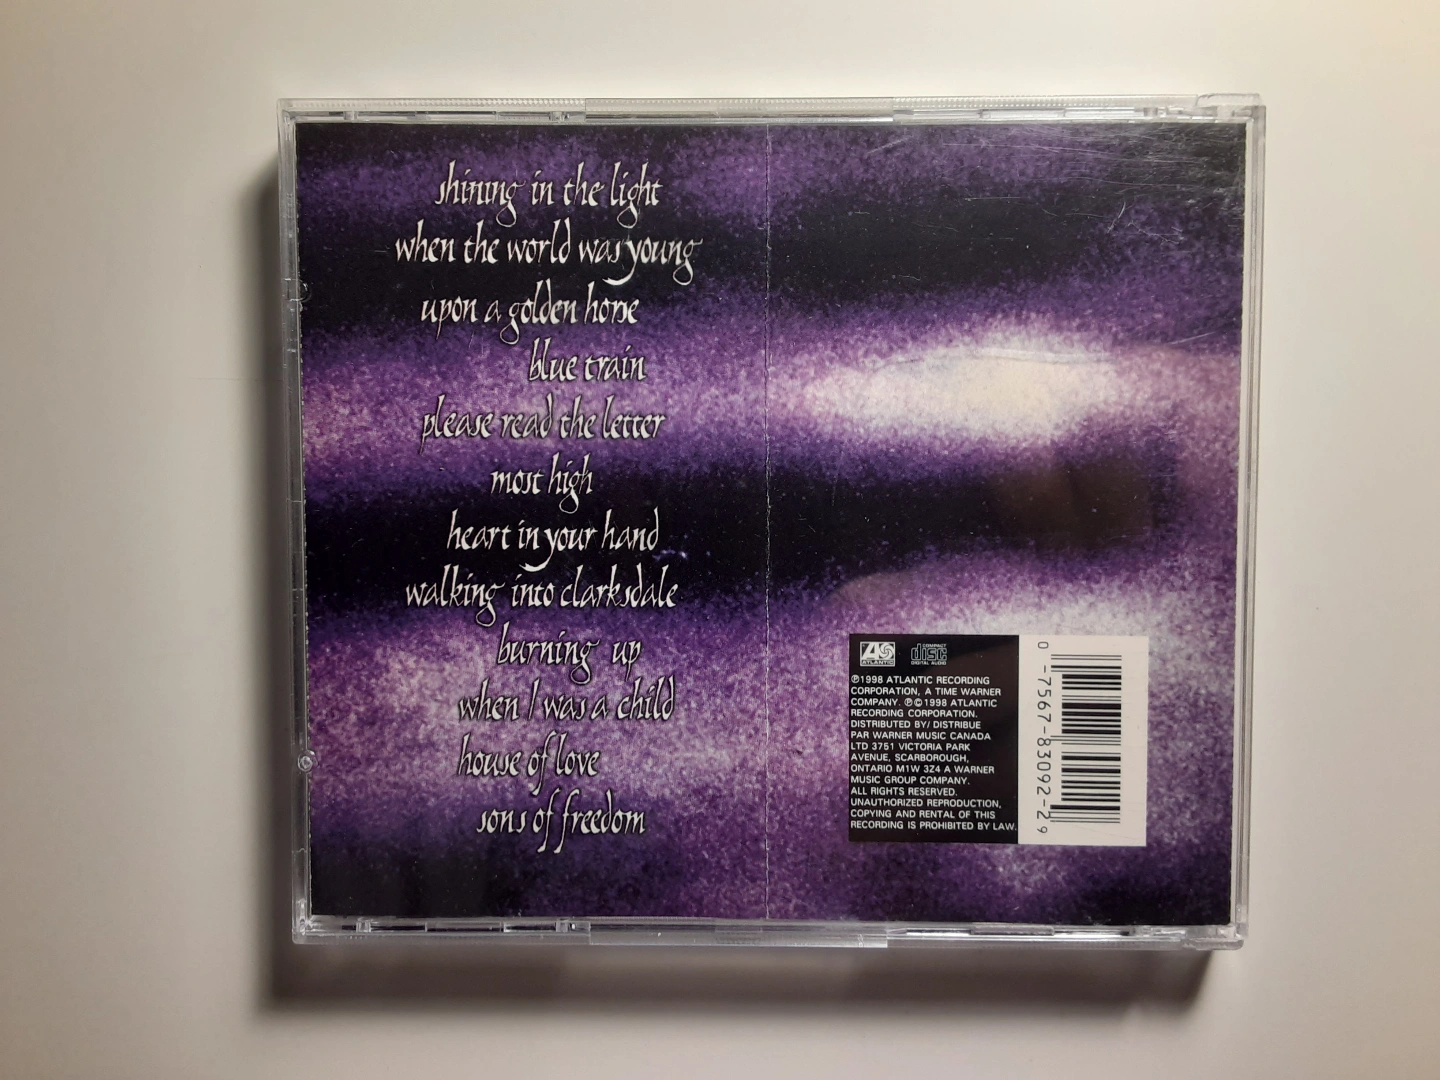 shining in the light
when the world was young
upon a golden horse
blue train
please read the letter
most high
heart in your hand
walking into clarksdale
burning up
when I was a child
house of love
sons of freedom
ATLANTIC
COMPACT
disc
DIGITAL AUDIO
℗1998 ATLANTIC RECORDING
CORPORATION, A TIME WARNER
COMPANY. ℗©1998 ATLANTIC
RECORDING CORPORATION.
DISTRIBUTED BY/ DISTRIBUE
PAR WARNER MUSIC CANADA
LTD 3751 VICTORIA PARK
AVENUE, SCARBOROUGH,
ONTARIO M1W 3Z4 A WARNER
MUSIC GROUP COMPANY.
ALL RIGHTS RESERVED.
UNAUTHORIZED REPRODUCTION,
COPYING AND RENTAL OF THIS
RECORDING IS PROHIBITED BY LAW.
0 -7567-83092-2 9